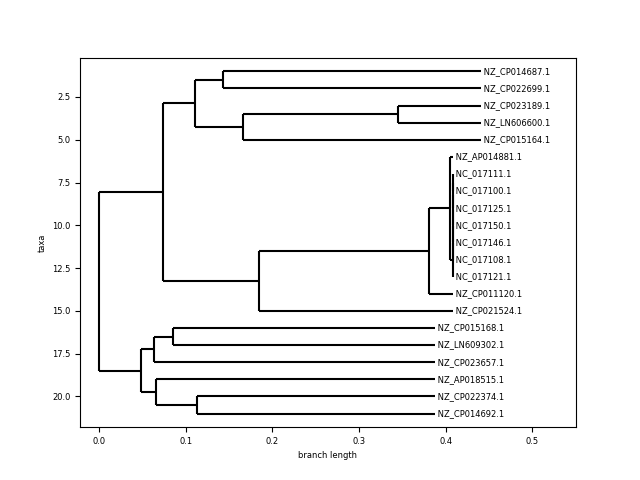 NZ_CP014687.1
NZ_CP022699.1
2.5
NZ_CP023189.1
NZ_LN606600.1
5.0
NZ_CP015164.1
NZ_AP014881.1
NC_017111.1
7.5
NC_017100.1
NC_017125.1
10.0
NC_017150.1
taxa
NC_017146.1
NC_017108.1
12.5
NC_017121.1
NZ_CP011120.1
15.0
NZ_CP021524.1
NZ_CP015168.1
NZ_LN609302.1
17.5
NZ_CP023657.1
NZ_AP018515.1
20.0
NZ_CP022374.1
NZ_CP014692.1
0.0 0.1 0.2 0.3 0.4 0.5
branch length